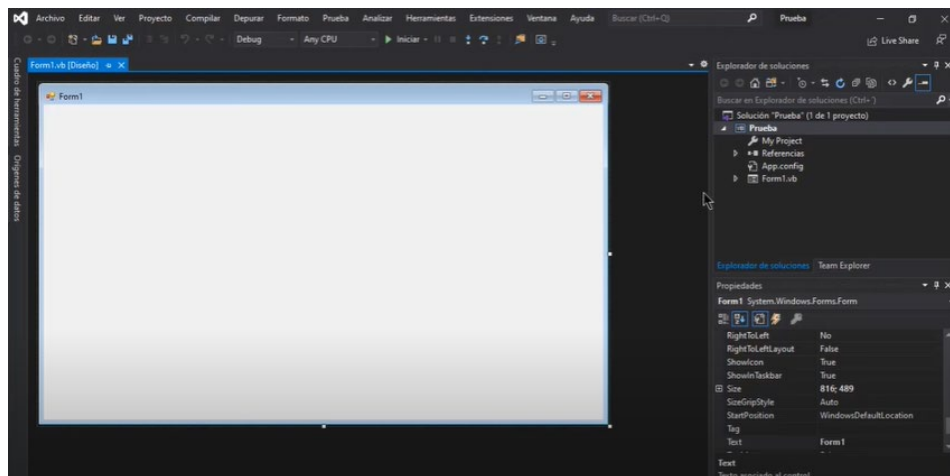 Archivo Editar Ver Proyecto Compilar Depurar Formato Prueba Analizar Herramientas Extensiones Ventana Ayuda Buscar (Ctrl+Q) Prueba
Debug Any CPU Iniciar Live Share
Form1.vb [Diseño]
Cuadro de herramientas
Orígenes de datos
Form1
Explorador de soluciones
Buscar en Explorador de soluciones (Ctrl+')
Solución "Prueba" (1 de 1 proyecto)
Prueba
My Project
Referencias
App.config
Form1.vb
Explorador de soluciones Team Explorer
Propiedades
Form1 System.Windows.Forms.Form
RightToLeft No
RightToLeftLayout False
ShowIcon True
ShowInTaskbar True
Size 816; 489
SizeGripStyle Auto
StartPosition WindowsDefaultLocation
Tag
Text Form1
Text
Texto asociado al control